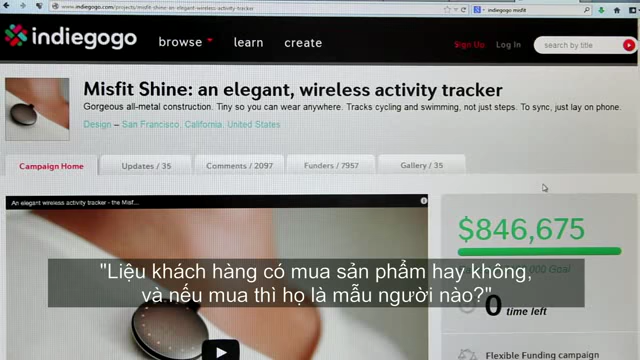 www.indiegogo.com/projects/misfit-shine-an-elegant-wireless-activity-tracker
indiegogo misfit
indiegogo
browse learn create
Sign Up Log In
search by title
Misfit Shine: an elegant, wireless activity tracker
Gorgeous all-metal construction. Tiny so you can wear anywhere. Tracks cycling and swimming, not just steps. To sync, just lay on phone.
Design – San Francisco, California, United States
Campaign Home
Updates / 35
Comments / 2097
Funders / 7957
Gallery / 35
An elegant wireless activity tracker - the Misf...
$846,675
Goal
"Liệu khách hàng có mua sản phẩm hay không,
và nếu mua thì họ là mẫu người nào?"
0 time left
Flexible Funding campaign